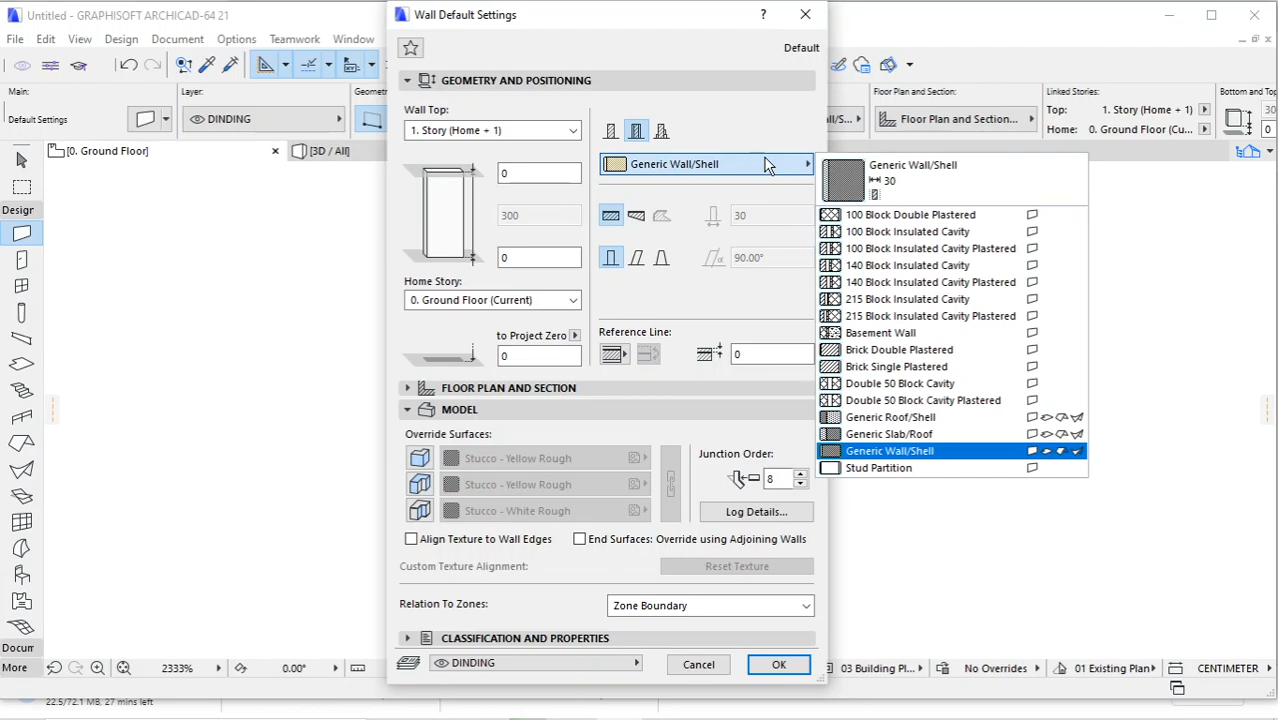 Untitled - GRAPHISOFT ARCHICAD-64 21
File Edit View Design Document Options Teamwork Window
Main:
Default Settings
Layer:
DINDING
Floor Plan and Section:
Floor Plan and Section...
Linked Stories:
Top: 1. Story (Home + 1)
Home: 0. Ground Floor (Cu...
Bottom and Top
30
0
[0. Ground Floor]
[3D / All]
Design
More
Wall Default Settings
?
Default
GEOMETRY AND POSITIONING
Wall Top:
1. Story (Home + 1)
0
300
0
Home Story:
0. Ground Floor (Current)
to Project Zero
0
Generic Wall/Shell
30
90.00°
Reference Line:
0
FLOOR PLAN AND SECTION
MODEL
Override Surfaces:
Stucco - Yellow Rough
Stucco - Yellow Rough
Stucco - White Rough
Junction Order:
8
Log Details...
Align Texture to Wall Edges
End Surfaces: Override using Adjoining Walls
Custom Texture Alignment:
Reset Texture
Relation To Zones:
Zone Boundary
CLASSIFICATION AND PROPERTIES
DINDING
Cancel
OK
Generic Wall/Shell
30
100 Block Double Plastered
100 Block Insulated Cavity
100 Block Insulated Cavity Plastered
140 Block Insulated Cavity
140 Block Insulated Cavity Plastered
215 Block Insulated Cavity
215 Block Insulated Cavity Plastered
Basement Wall
Brick Double Plastered
Brick Single Plastered
Double 50 Block Cavity
Double 50 Block Cavity Plastered
Generic Roof/Shell
Generic Slab/Roof
Generic Wall/Shell
Stud Partition
2333%
0.00°
03 Building Pl...
No Overrides
01 Existing Plan
CENTIMETER
22.5/72.1 MB, 27 mins left